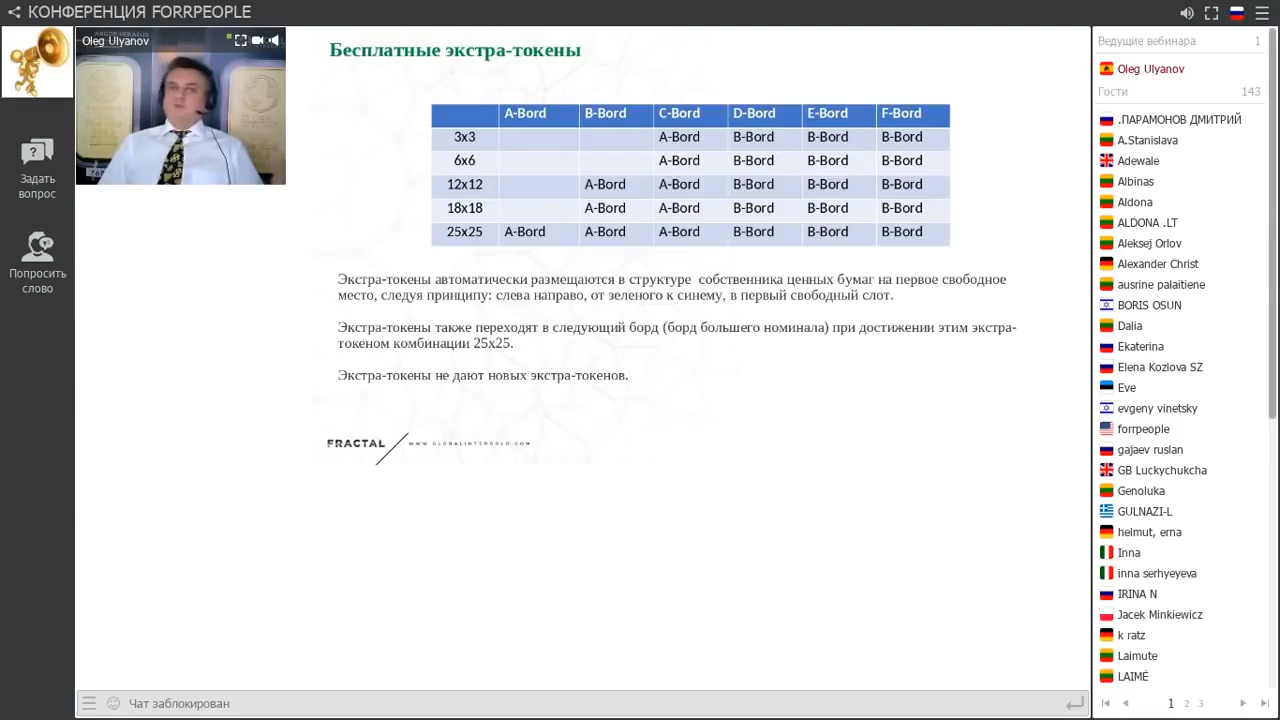 КОНФЕРЕНЦИЯ FORRPEOPLE
Задать
вопрос
Попросить
слово
Oleg Ulyanov
Бесплатные экстра-токены
A-Bord B-Bord C-Bord D-Bord E-Bord F-Bord
3x3 A-Bord B-Bord B-Bord B-Bord
6x6 A-Bord B-Bord B-Bord B-Bord
12x12 A-Bord A-Bord B-Bord B-Bord B-Bord
18x18 A-Bord A-Bord B-Bord B-Bord B-Bord
25x25 A-Bord A-Bord A-Bord B-Bord B-Bord B-Bord
Экстра-токены автоматически размещаются в структуре собственника ценных бумаг на первое свободное
место, следуя принципу: слева направо, от зеленого к синему, в первый свободный слот.
Экстра-токены также переходят в следующий борд (борд большего номинала) при достижении этим экстра-
токеном комбинации 25x25.
Экстра-токены не дают новых экстра-токенов.
FRACTAL WWW.GLOBALINTERGOLD.COM
Чат заблокирован
Ведущие вебинара 1
Oleg Ulyanov
Гости 143
.ПАРАМОНОВ ДМИТРИЙ
A.Stanislava
Adewale
Albinas
Aldona
ALDONA .LT
Aleksej Orlov
Alexander Christ
ausrine palaitiene
BORIS OSUN
Dalia
Ekaterina
Elena Kozlova SZ
Eve
evgeny vinetsky
forrpeople
gajaev ruslan
GB Luckychukcha
Genoluka
GULNAZI-L
helmut, erna
Inna
inna serhyeyeva
IRINA N
Jacek Minkiewicz
k ratz
Laimute
LAIMĖ
1 2 3